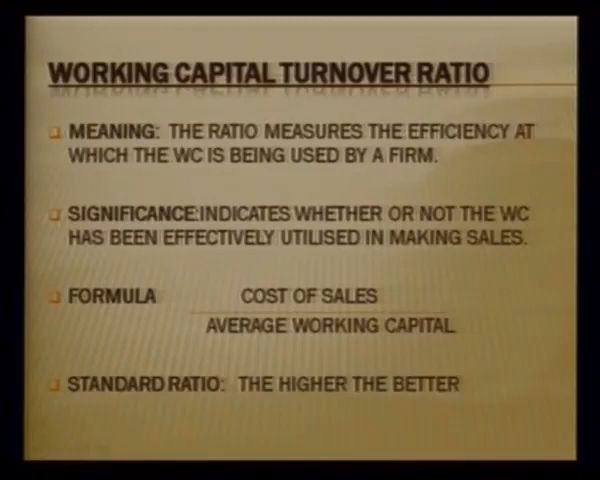 WORKING CAPITAL TURNOVER RATIO
MEANING: THE RATIO MEASURES THE EFFICIENCY AT
WHICH THE WC IS BEING USED BY A FIRM.
SIGNIFICANCE:INDICATES WHETHER OR NOT THE WC
HAS BEEN EFFECTIVELY UTILISED IN MAKING SALES.
FORMULA COST OF SALES
AVERAGE WORKING CAPITAL
STANDARD RATIO: THE HIGHER THE BETTER